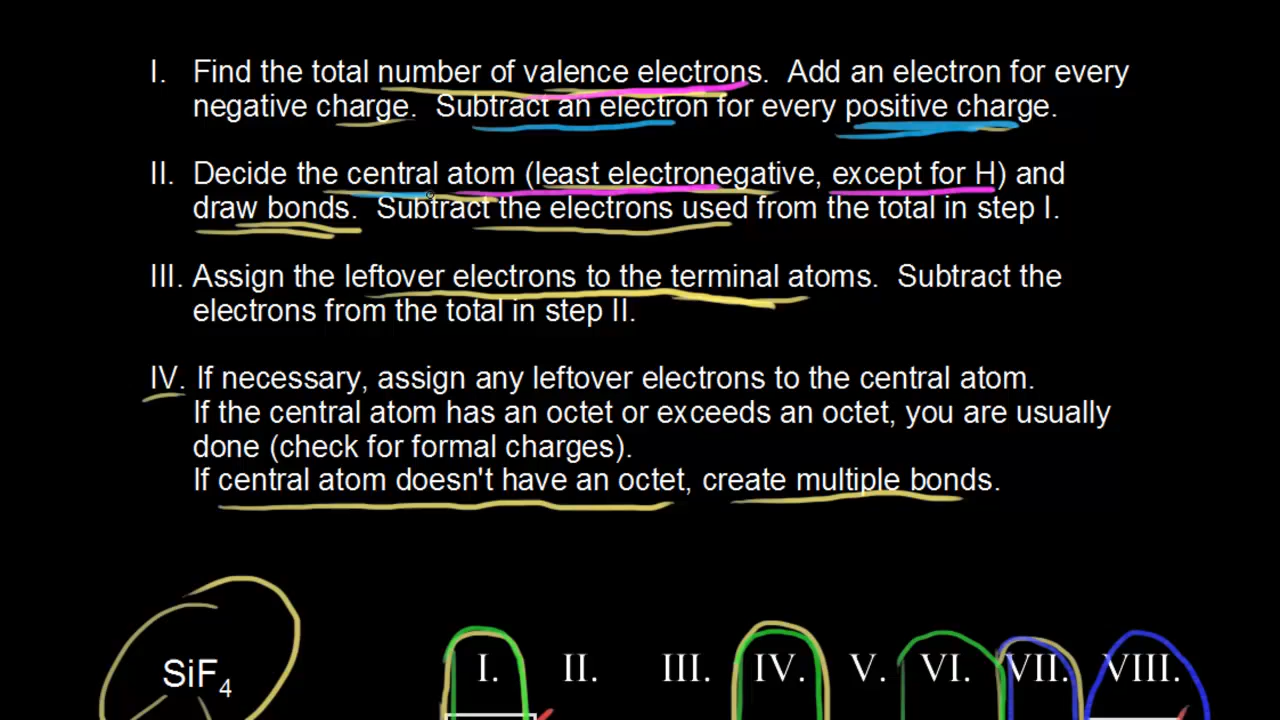 I. Find the total number of valence electrons. Add an electron for every
negative charge. Subtract an electron for every positive charge.
II. Decide the central atom (least electronegative, except for H) and
draw bonds. Subtract the electrons used from the total in step I.
III. Assign the leftover electrons to the terminal atoms. Subtract the
electrons from the total in step II.
IV. If necessary, assign any leftover electrons to the central atom.
If the central atom has an octet or exceeds an octet, you are usually
done (check for formal charges).
If central atom doesn't have an octet, create multiple bonds.
SiF4 I. II. III. IV. V. VI. VII. VIII.